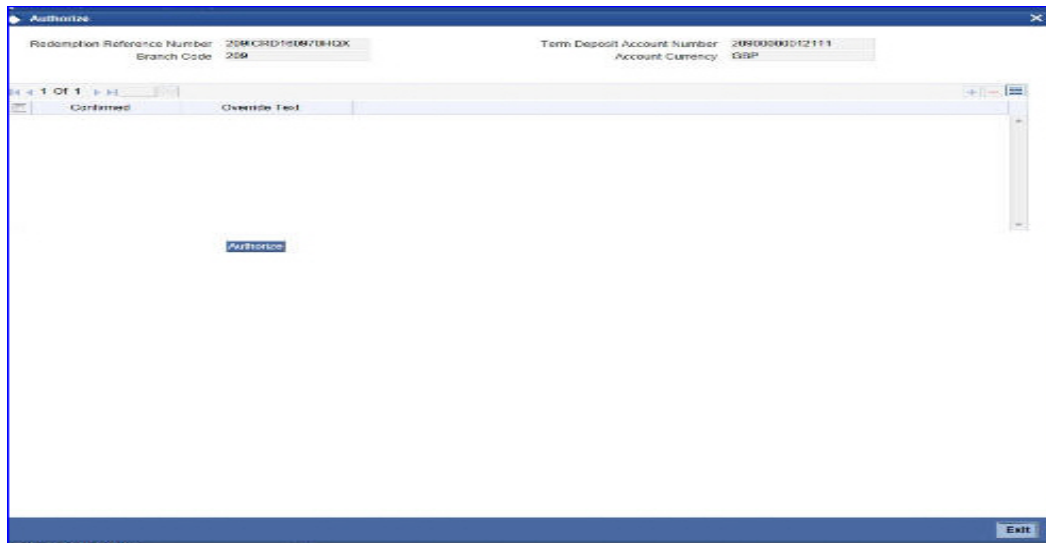 Authorize
Redemption Reference Number
Term Deposit Account Number
Branch Code 209
Account Currency GBP
1 Of 1
Confirmed Override Text
Authorize
Exit